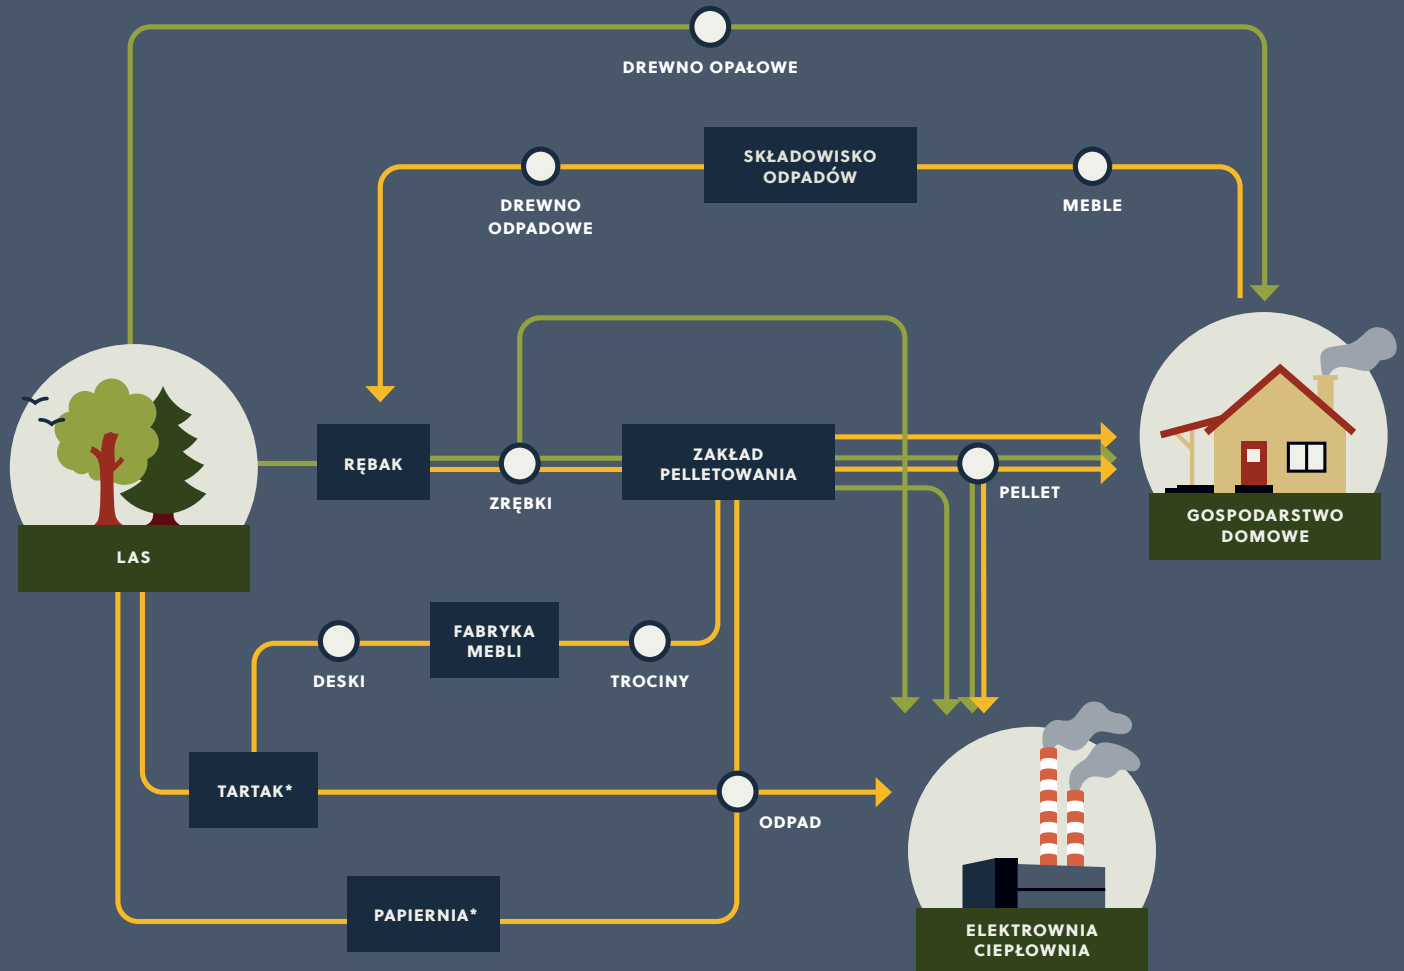 DREWNO OPAŁOWE
SKŁADOWISKO
ODPADÓW
DREWNO
ODPADOWE
MEBLE
RĘBAK
ZRĘBKI
ZAKŁAD
PELLETOWANIA
PELLET
GOSPODARSTWO
DOMOWE
LAS
DESKI
FABRYKA
MEBLI
TROCINY
TARTAK*
ODPAD
PAPIERNIA*
ELEKTROWNIA
CIEPŁOWNIA